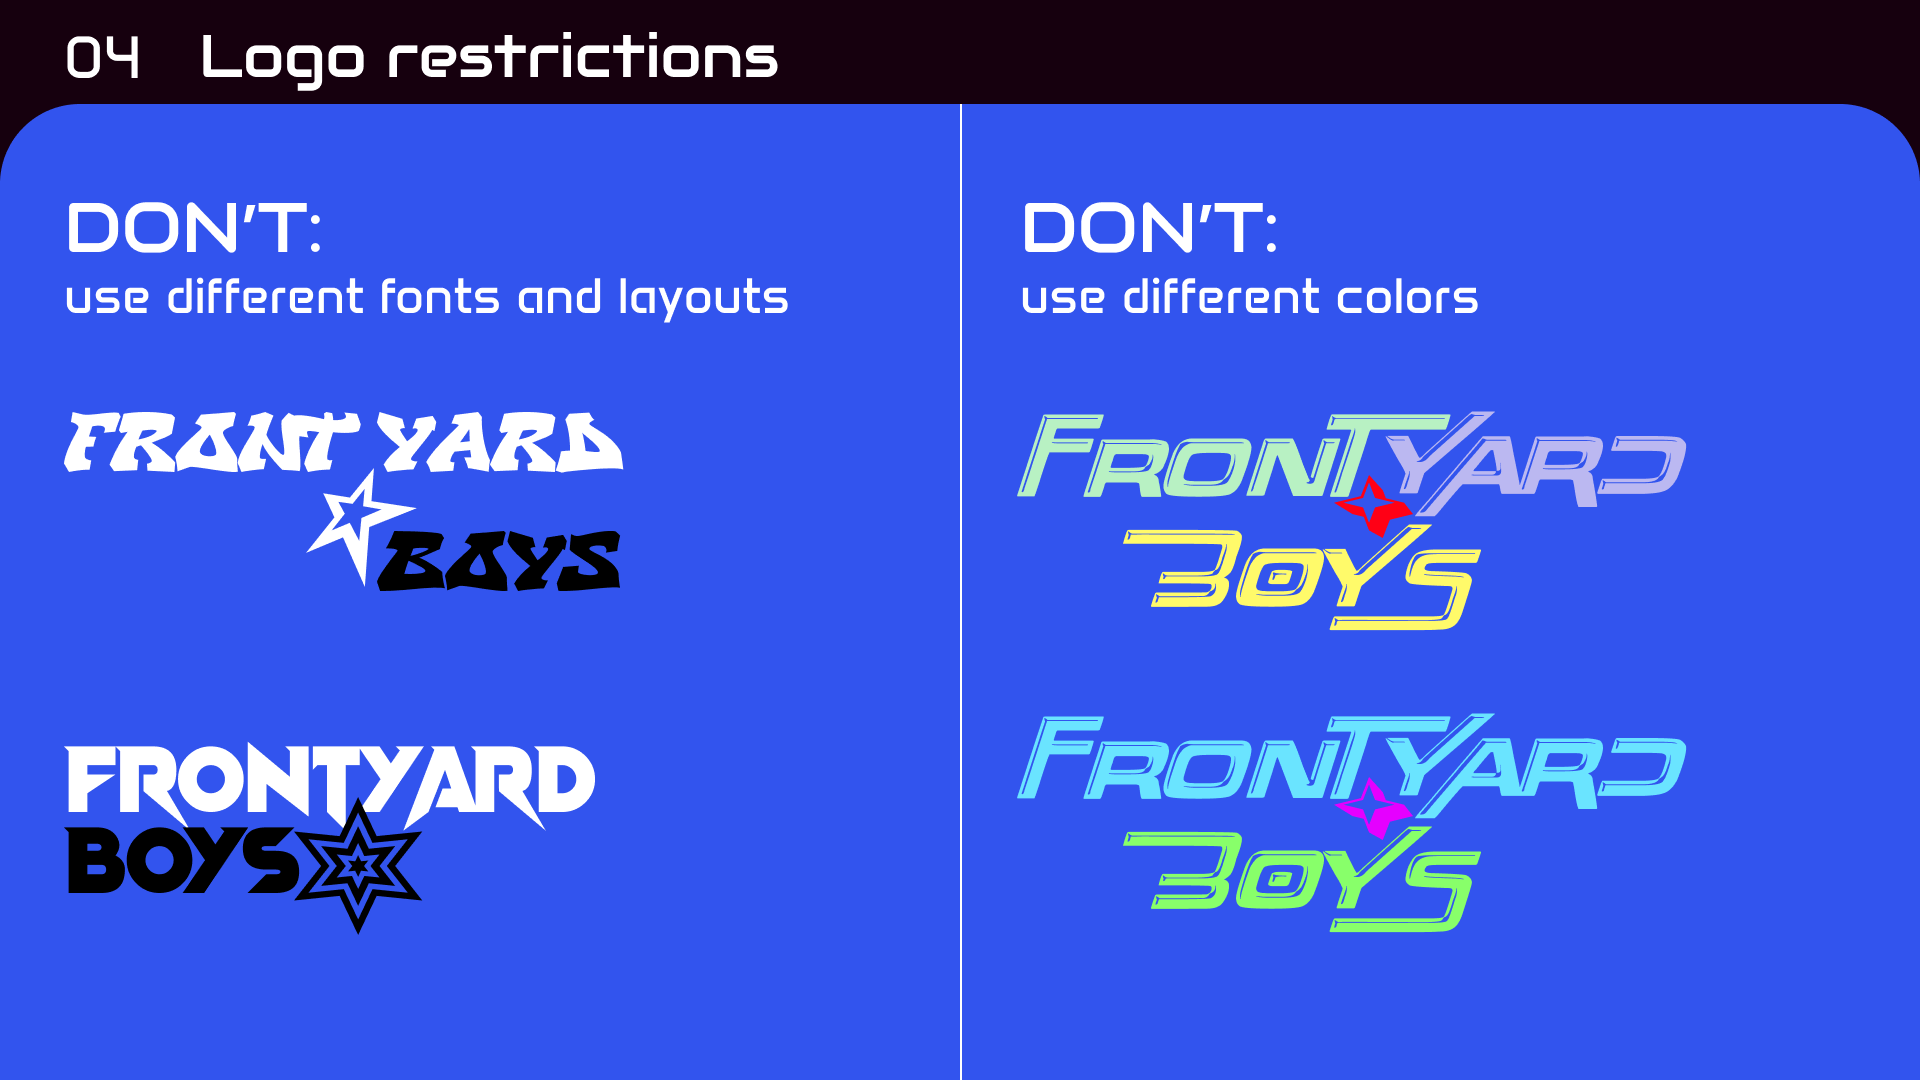 04 Logo restrictions
DON'T:
use different fonts and layouts
FRONT YARD
BOYS
FRONTYARD
BOYS
DON'T:
use different colors
FRONTYARD
BOYS
FRONTYARD
BOYS